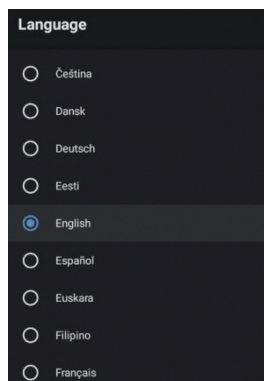 Language
Čeština
Dansk
Deutsch
Eesti
English
Español
Euskara
Filipino
Français